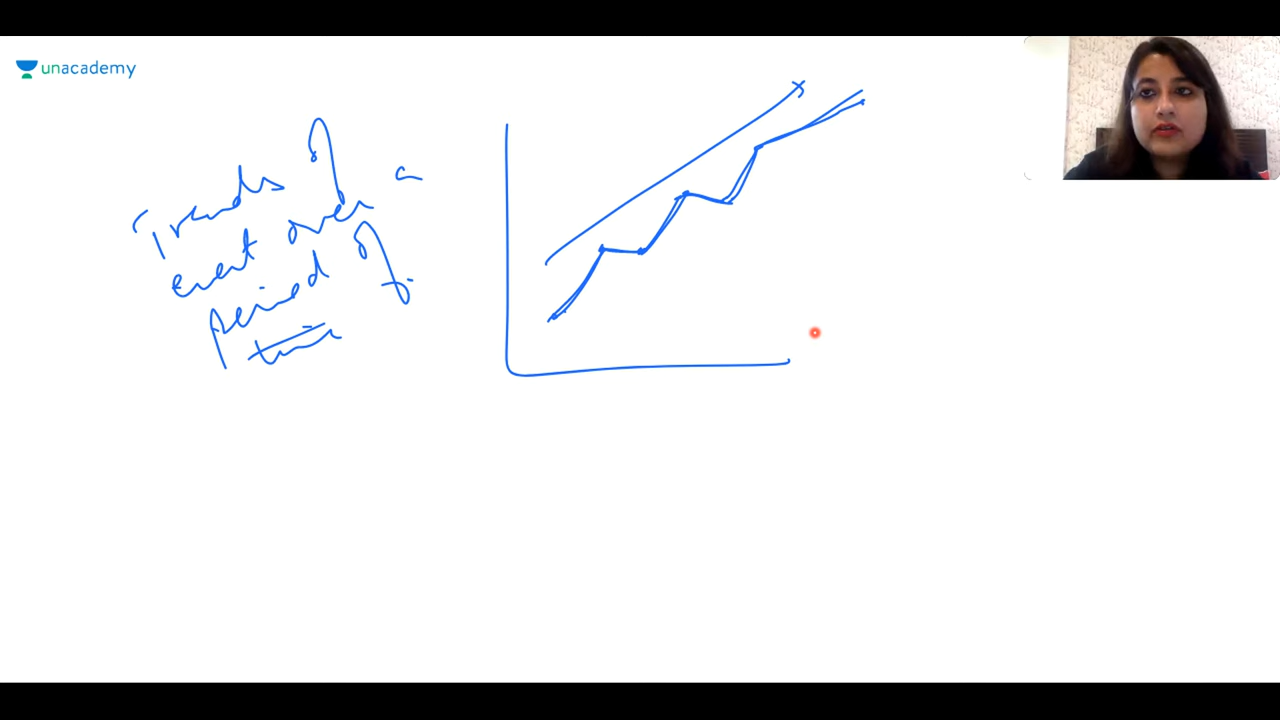 unacademy
Trends of
event over a
period of
time